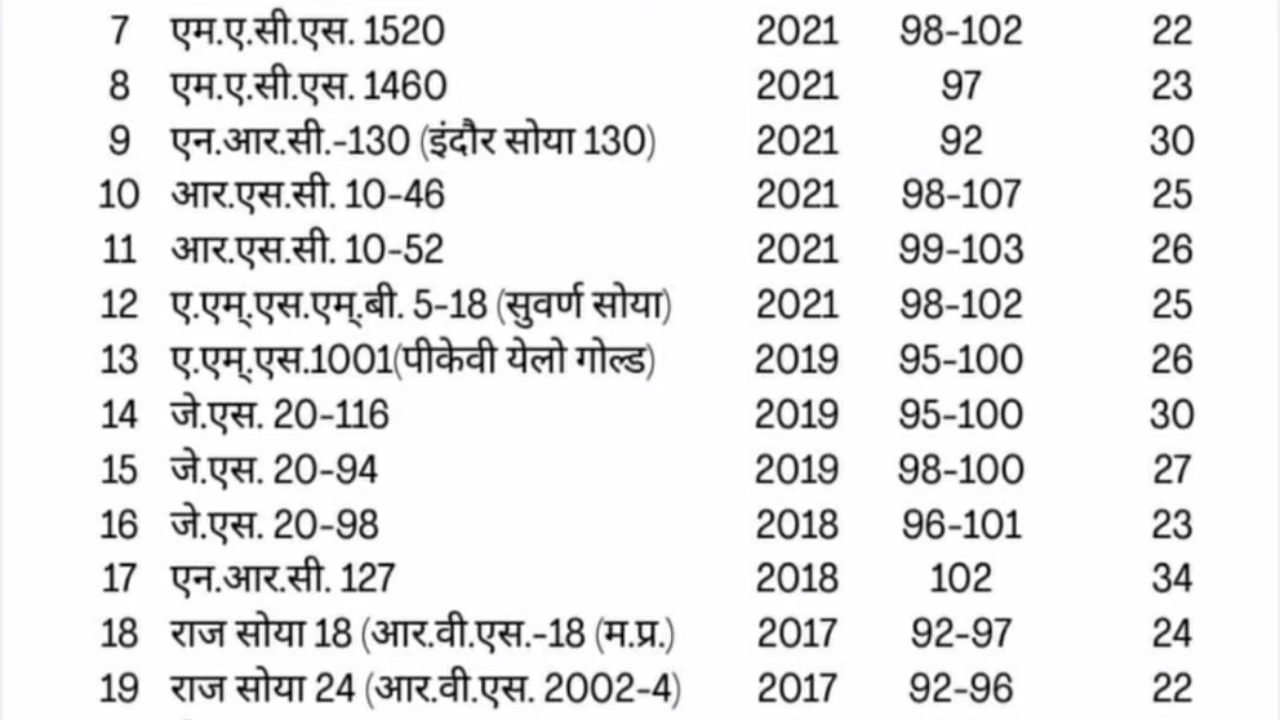 7 एम.ए.सी.एस. 1520 2021 98-102 22
8 एम.ए.सी.एस. 1460 2021 97 23
9 एन.आर.सी.-130 (इंदौर सोया 130) 2021 92 30
10 आर.एस.सी. 10-46 2021 98-107 25
11 आर.एस.सी. 10-52 2021 99-103 26
12 ए.एम्.एस.एम्.बी. 5-18 (सुवर्ण सोया) 2021 98-102 25
13 ए.एम्.एस.1001(पीकेवी येलो गोल्ड) 2019 95-100 26
14 जे.एस. 20-116 2019 95-100 30
15 जे.एस. 20-94 2019 98-100 27
16 जे.एस. 20-98 2018 96-101 23
17 एन.आर.सी. 127 2018 102 34
18 राज सोया 18 (आर.वी.एस.-18 (म.प्र.) 2017 92-97 24
19 राज सोया 24 (आर.वी.एस. 2002-4) 2017 92-96 22